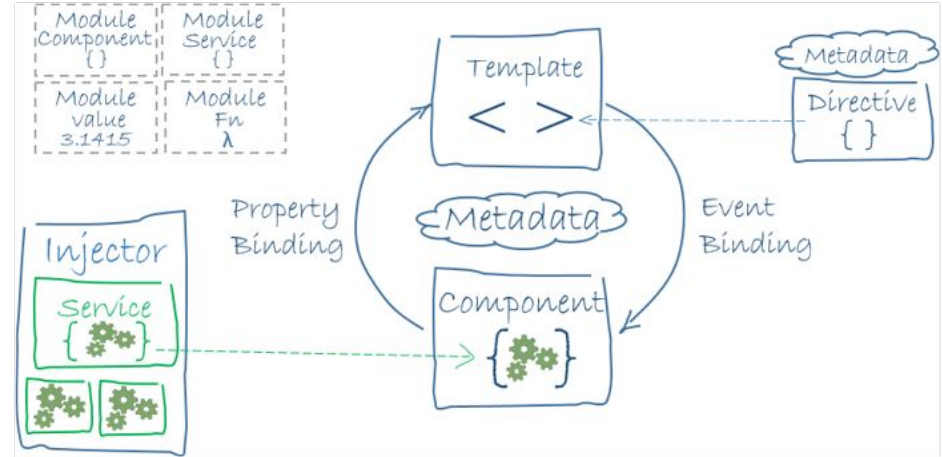 Module
Component
{ }
Module
Service
{ }
Module
value
3.1415
Module
Fn
λ
Template
< >
Metadata
Directive
{ }
Property
Binding
Metadata
Event
Binding
Injector
Service
{ }
Component
{ }